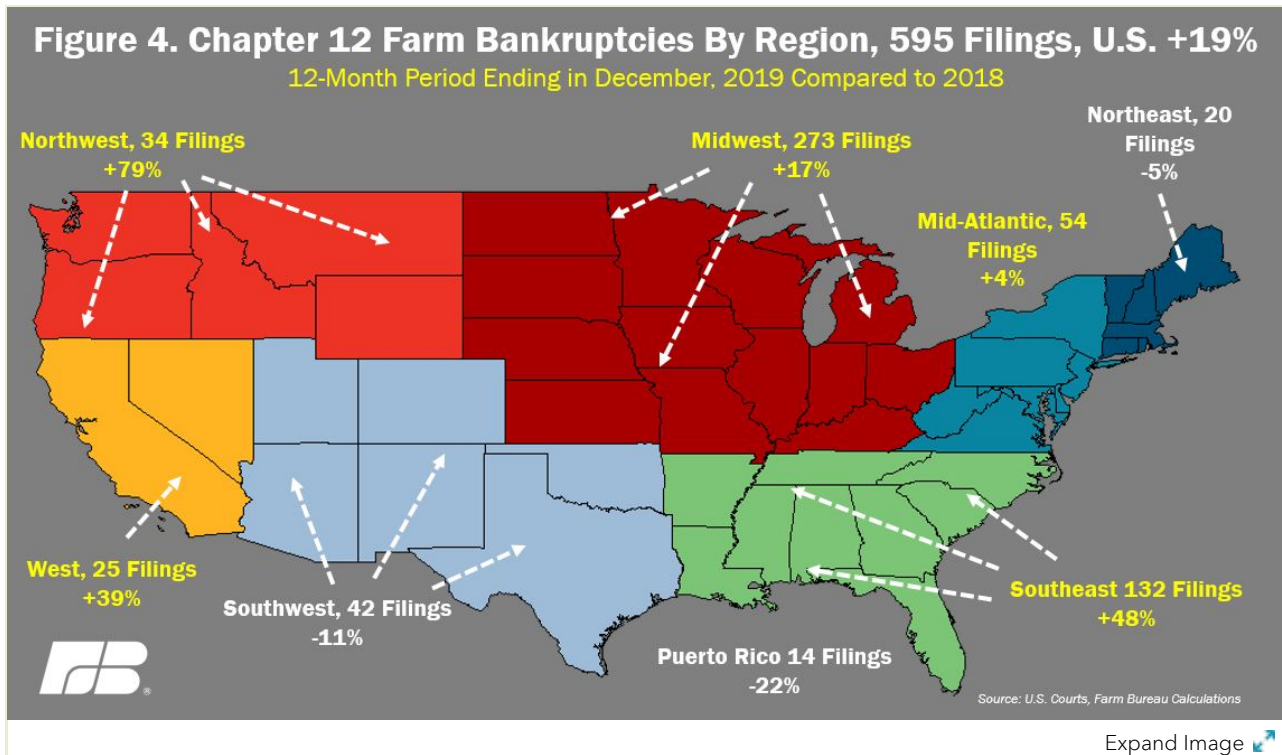 Figure 4. Chapter 12 Farm Bankruptcies By Region, 595 Filings, U.S. +19%
12-Month Period Ending in December, 2019 Compared to 2018
Northeast, 20
Filings
-5%
Northwest, 34 Filings
+79%
Midwest, 273 Filings
+17%
Mid-Atlantic, 54
Filings
+4%
West, 25 Filings
+39%
Southwest, 42 Filings
-11%
Southeast 132 Filings
+48%
Puerto Rico 14 Filings
-22%
FB®
Source: U.S. Courts, Farm Bureau Calculations
Expand Image